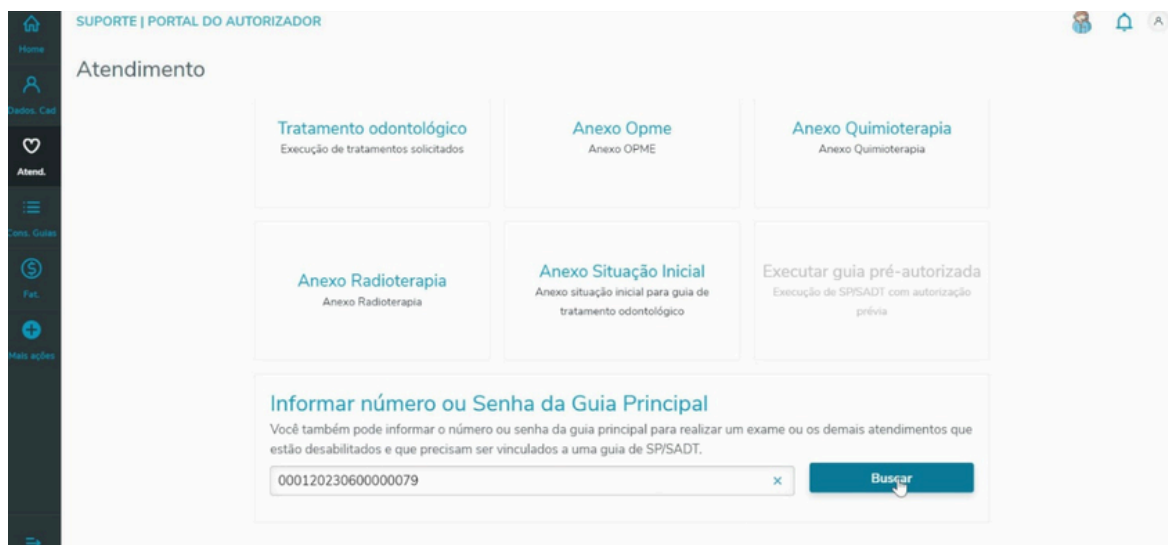 SUPORTE | PORTAL DO AUTORIZADOR
Home
Atendimento
Dados. Cad
Atend.
Cons. Guias
Fat.
Mais ações
Tratamento odontológico
Execução de tratamentos solicitados
Anexo Opme
Anexo OPME
Anexo Quimioterapia
Anexo Quimioterapia
Anexo Radioterapia
Anexo Radioterapia
Anexo Situação Inicial
Anexo situação inicial para guia de
tratamento odontológico
Executar guia pré-autorizada
Execução de SP/SADT com autorização
prévia
Informar número ou Senha da Guia Principal
Você também pode informar o número ou senha da guia principal para realizar um exame ou os demais atendimentos que
estão desabilitados e que precisam ser vinculados a uma guia de SP/SADT.
000120230600000079
Buscar